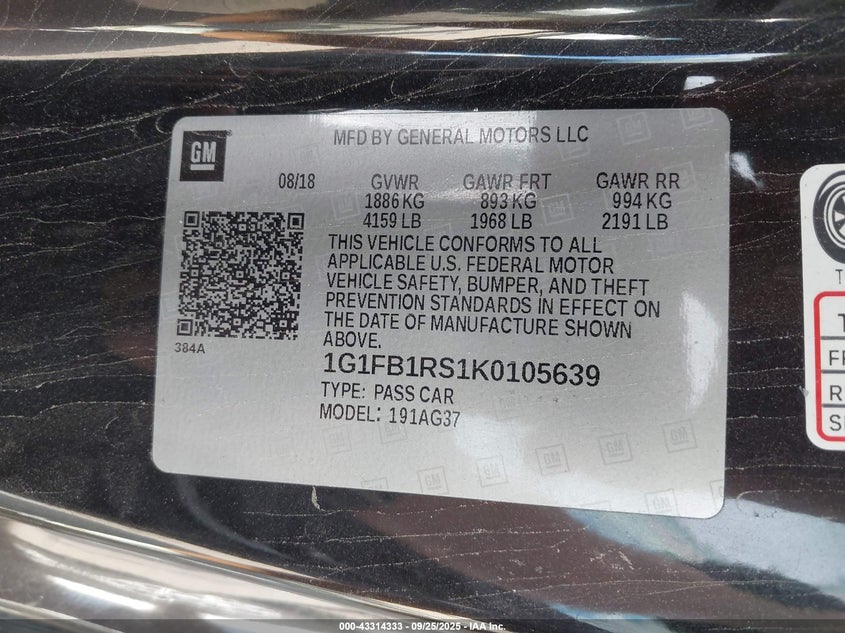 GM
MFD BY GENERAL MOTORS LLC
08/18 GVWR GAWR FRT GAWR RR
1886 KG 893 KG 994 KG
4159 LB 1968 LB 2191 LB
THIS VEHICLE CONFORMS TO ALL
APPLICABLE U.S. FEDERAL MOTOR
VEHICLE SAFETY, BUMPER, AND THEFT
PREVENTION STANDARDS IN EFFECT ON
THE DATE OF MANUFACTURE SHOWN
ABOVE.
384A
1G1FB1RS1K0105639
TYPE: PASS CAR
MODEL: 191AG37
000-43314333 - 09/25/2025 - IAA Inc.